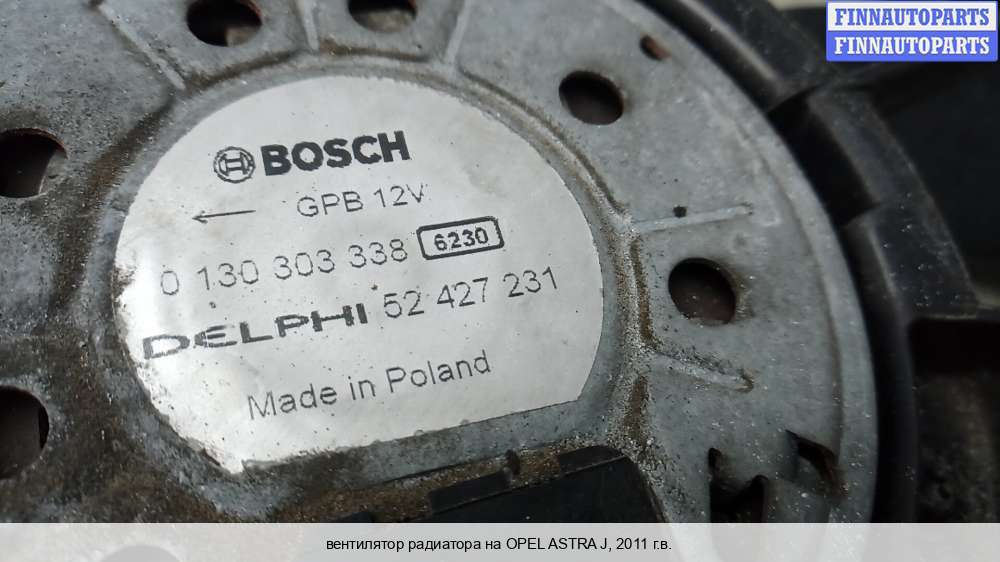 FINNAUTOPARTS
FINNAUTOPARTS
BOSCH
GPB 12V
0 130 303 338 6230
DELPHI 52 427 231
Made in Poland
вентилятор радиатора на OPEL ASTRA J, 2011 г.в.